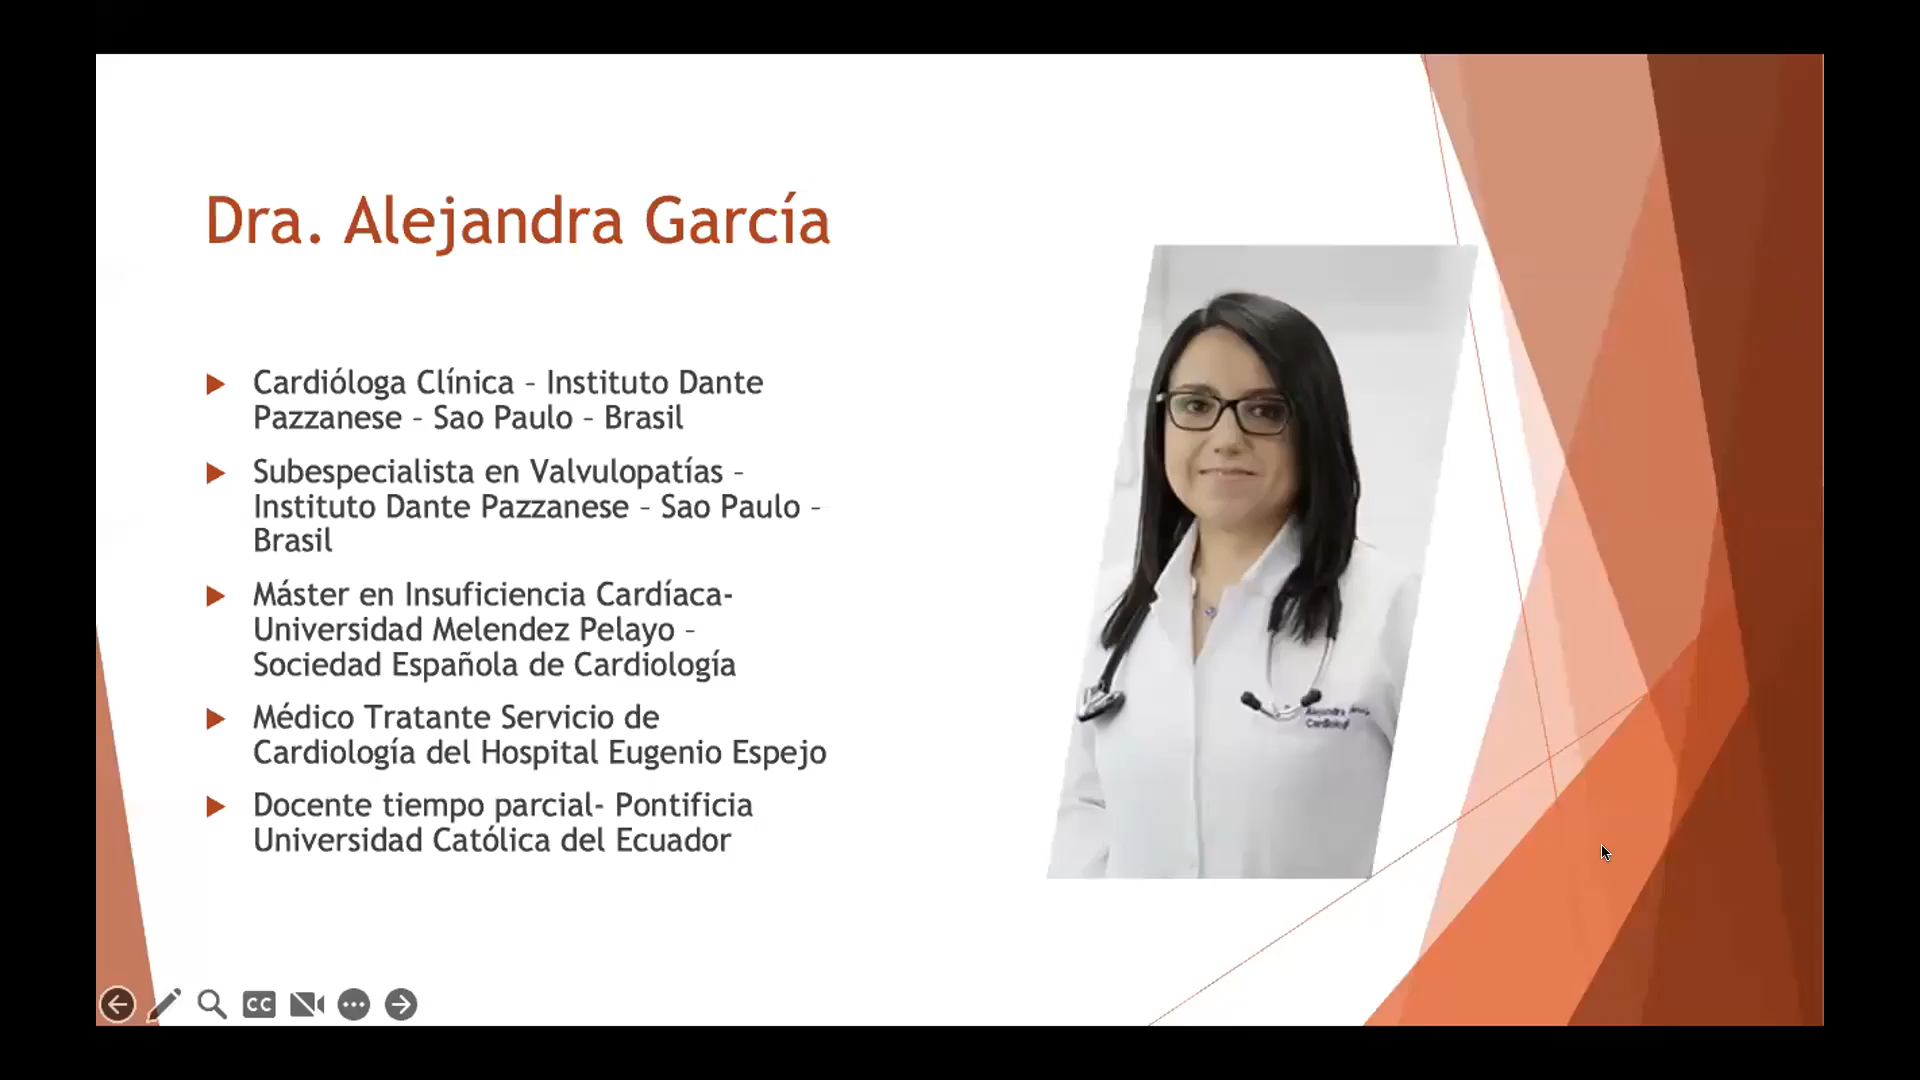 Dra. Alejandra García
Cardióloga Clínica – Instituto Dante
Pazzanese – Sao Paulo – Brasil
Subespecialista en Valvulopatías –
Instituto Dante Pazzanese – Sao Paulo –
Brasil
Máster en Insuficiencia Cardíaca-
Universidad Melendez Pelayo –
Sociedad Española de Cardiología
Médico Tratante Servicio de
Cardiología del Hospital Eugenio Espejo
Docente tiempo parcial- Pontificia
Universidad Católica del Ecuador
Alejandra
CC